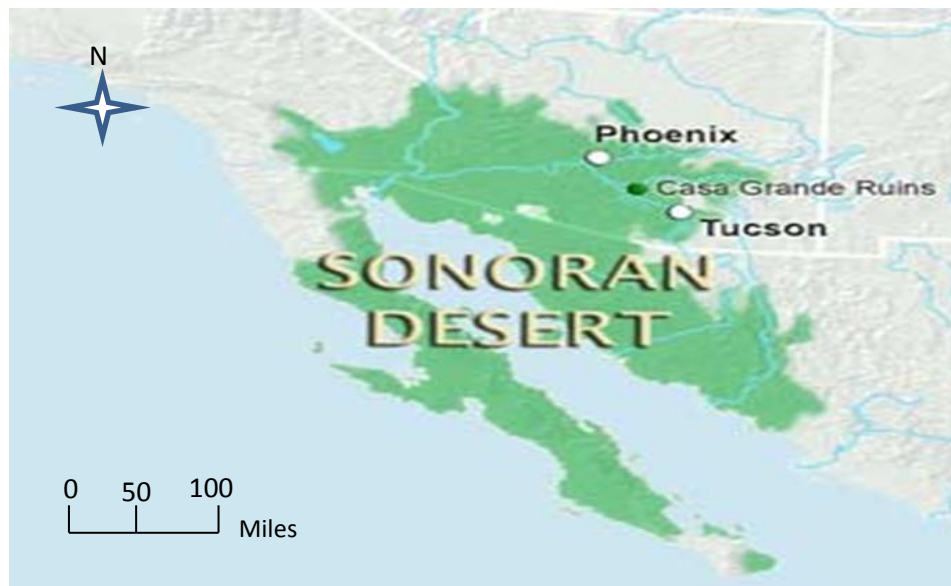 N
Phoenix
Casa Grande Ruins
Tucson
SONORAN
DESERT
0 50 100
Miles